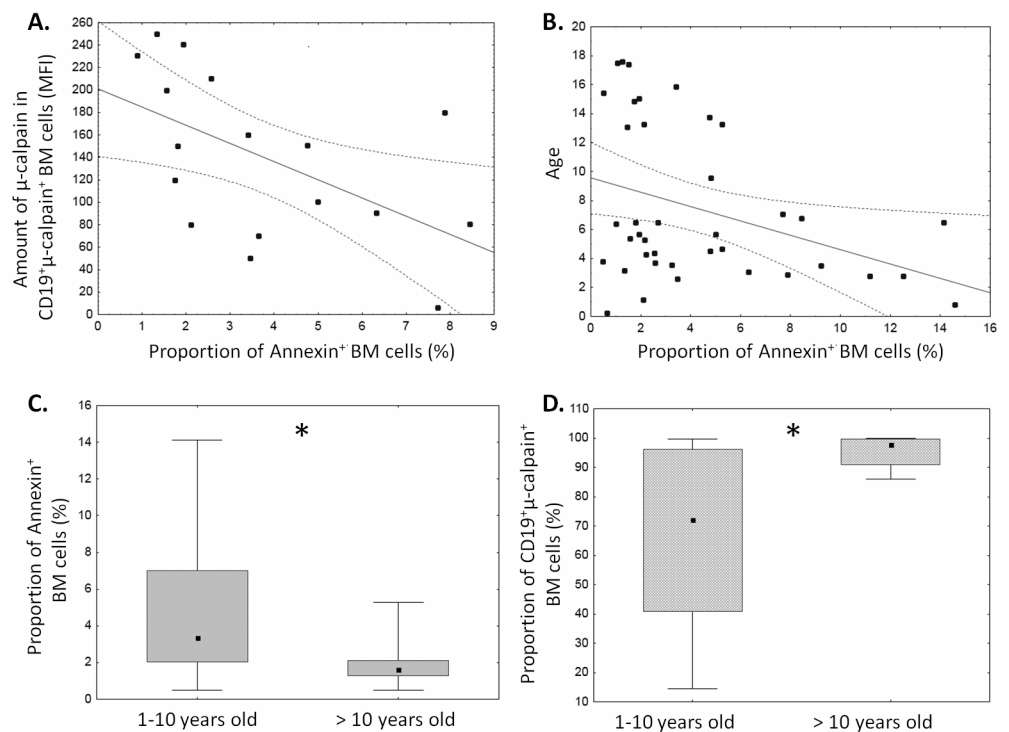 A.
Amount of µ-calpain in
CD19⁺µ-calpain⁺ BM cells (MFI)
260
240
220
200
180
160
140
120
100
80
60
40
20
0
0 1 2 3 4 5 6 7 8 9
Proportion of Annexin⁺ BM cells (%)
B.
Age
20
18
16
14
12
10
8
6
4
2
0
0 2 4 6 8 10 12 14 16
Proportion of Annexin⁺ BM cells (%)
C.
Proportion of Annexin⁺
BM cells (%)
16
14
12
10
8
6
4
2
0
*
1-10 years old > 10 years old
D.
Proportion of CD19⁺µ-calpain⁺
BM cells (%)
110
100
90
80
70
60
50
40
30
20
10
*
1-10 years old > 10 years old